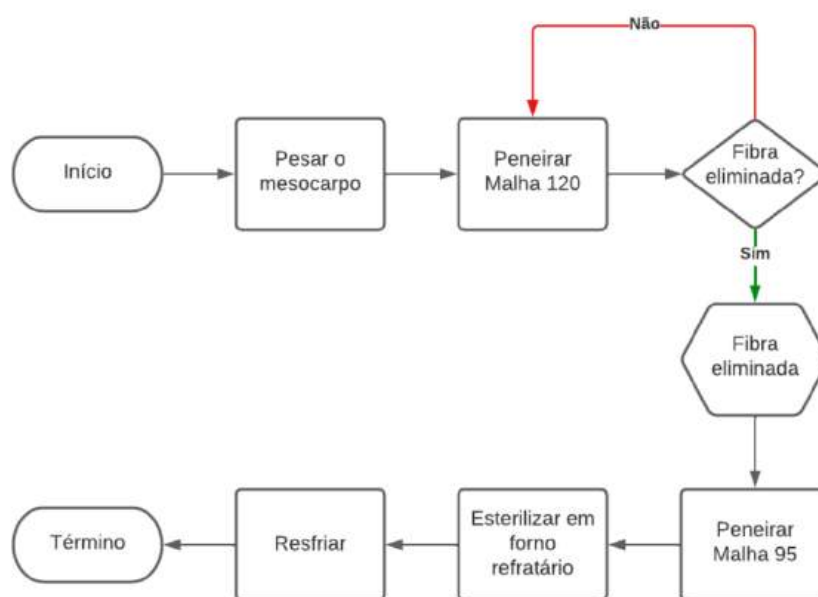 Não
Início
Pesar o
mesocarpo
Peneirar
Malha 120
Fibra
eliminada?
Sim
Fibra
eliminada
Peneirar
Malha 95
Esterilizar em
forno
refratário
Resfriar
Término